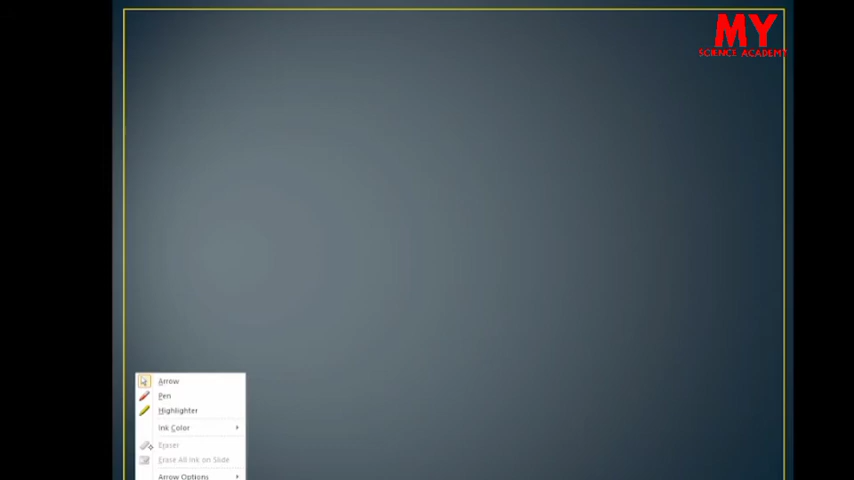 MY
SCIENCE ACADEMY
Arrow
Pen
Highlighter
Ink Color
Eraser
Erase All Ink on Slide
Arrow Options